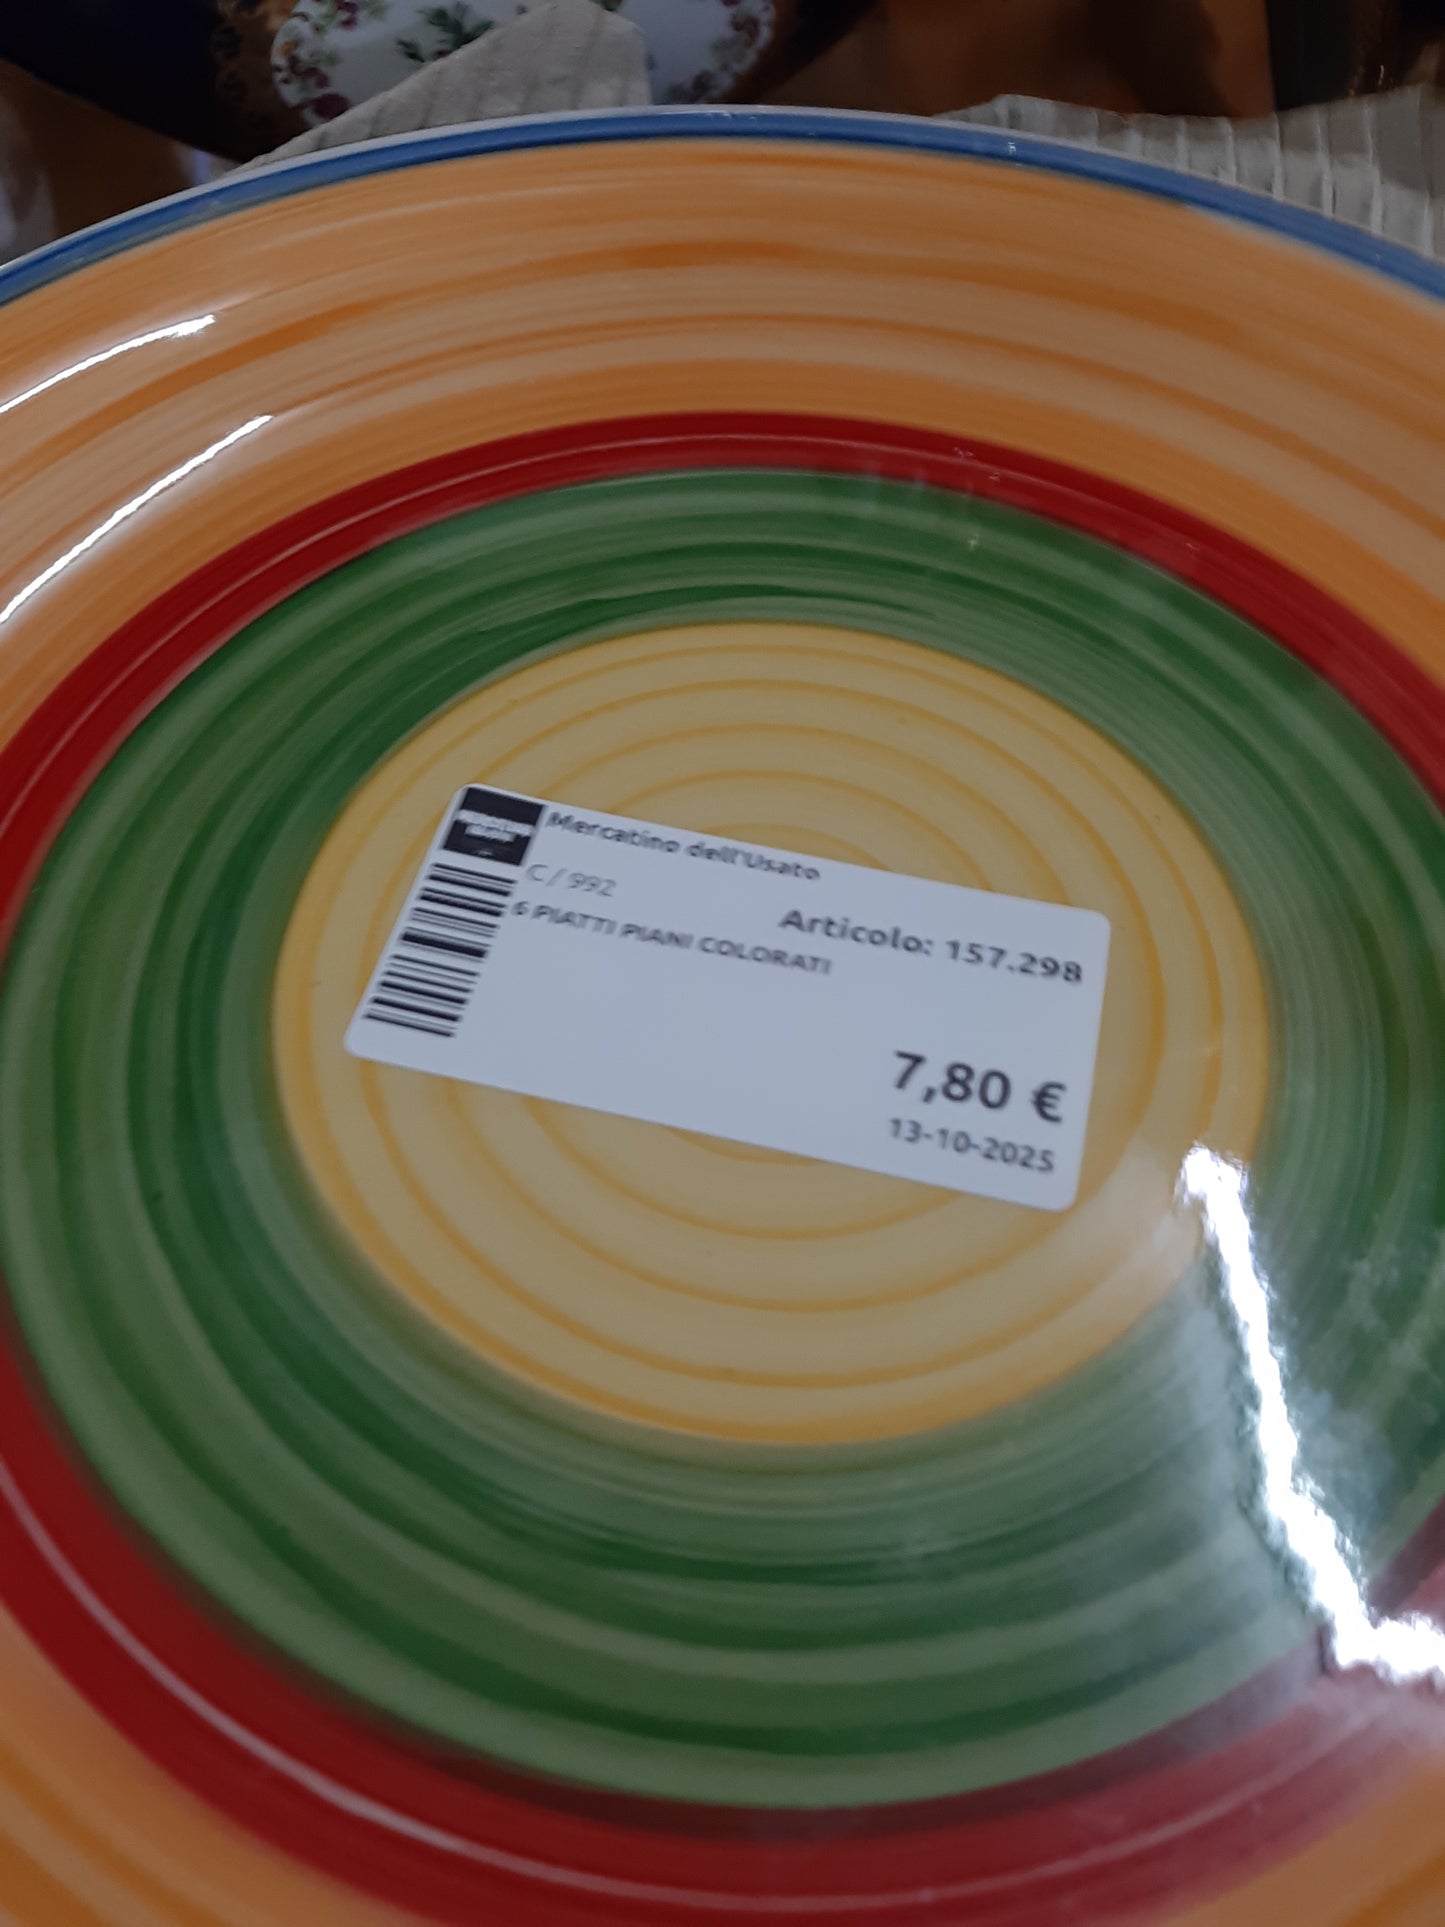 Mercatino dell'Usato
C / 992
Articolo: 157.298
6 PIATTI PIANI COLORATI
7,80 €
13-10-2025